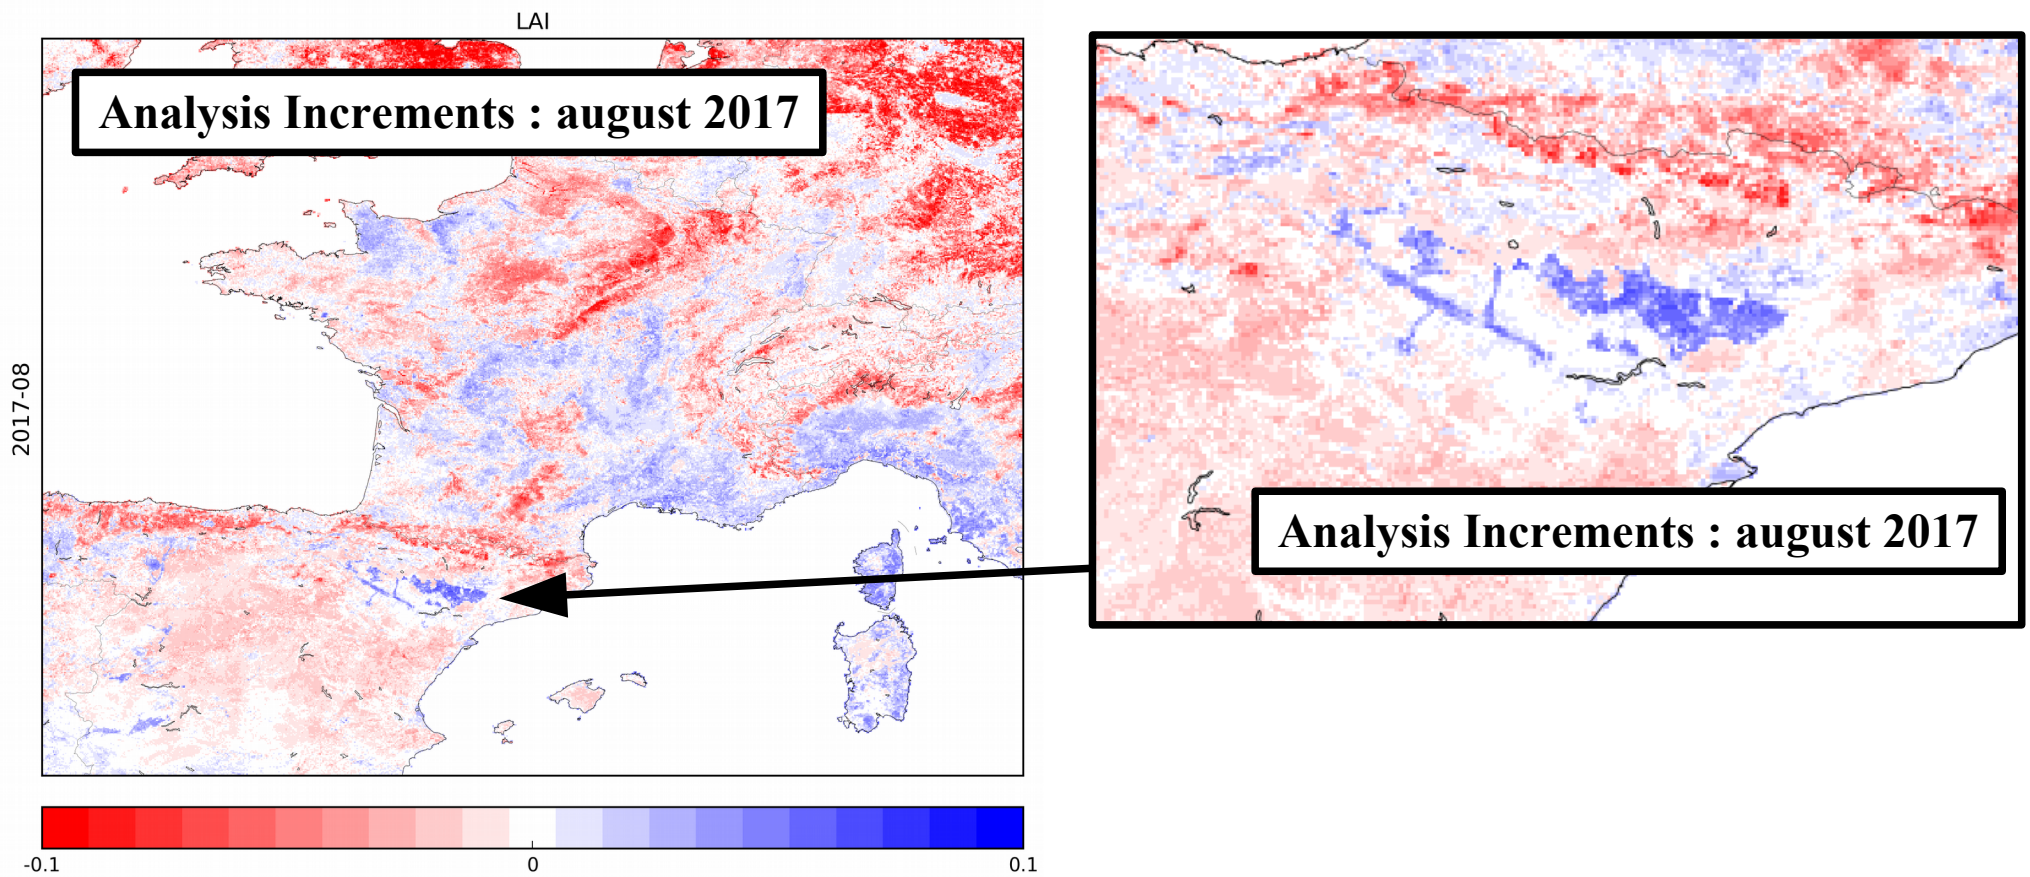 LAI
Analysis Increments : august 2017
2017-08
-0.1
0
0.1
Analysis Increments : august 2017